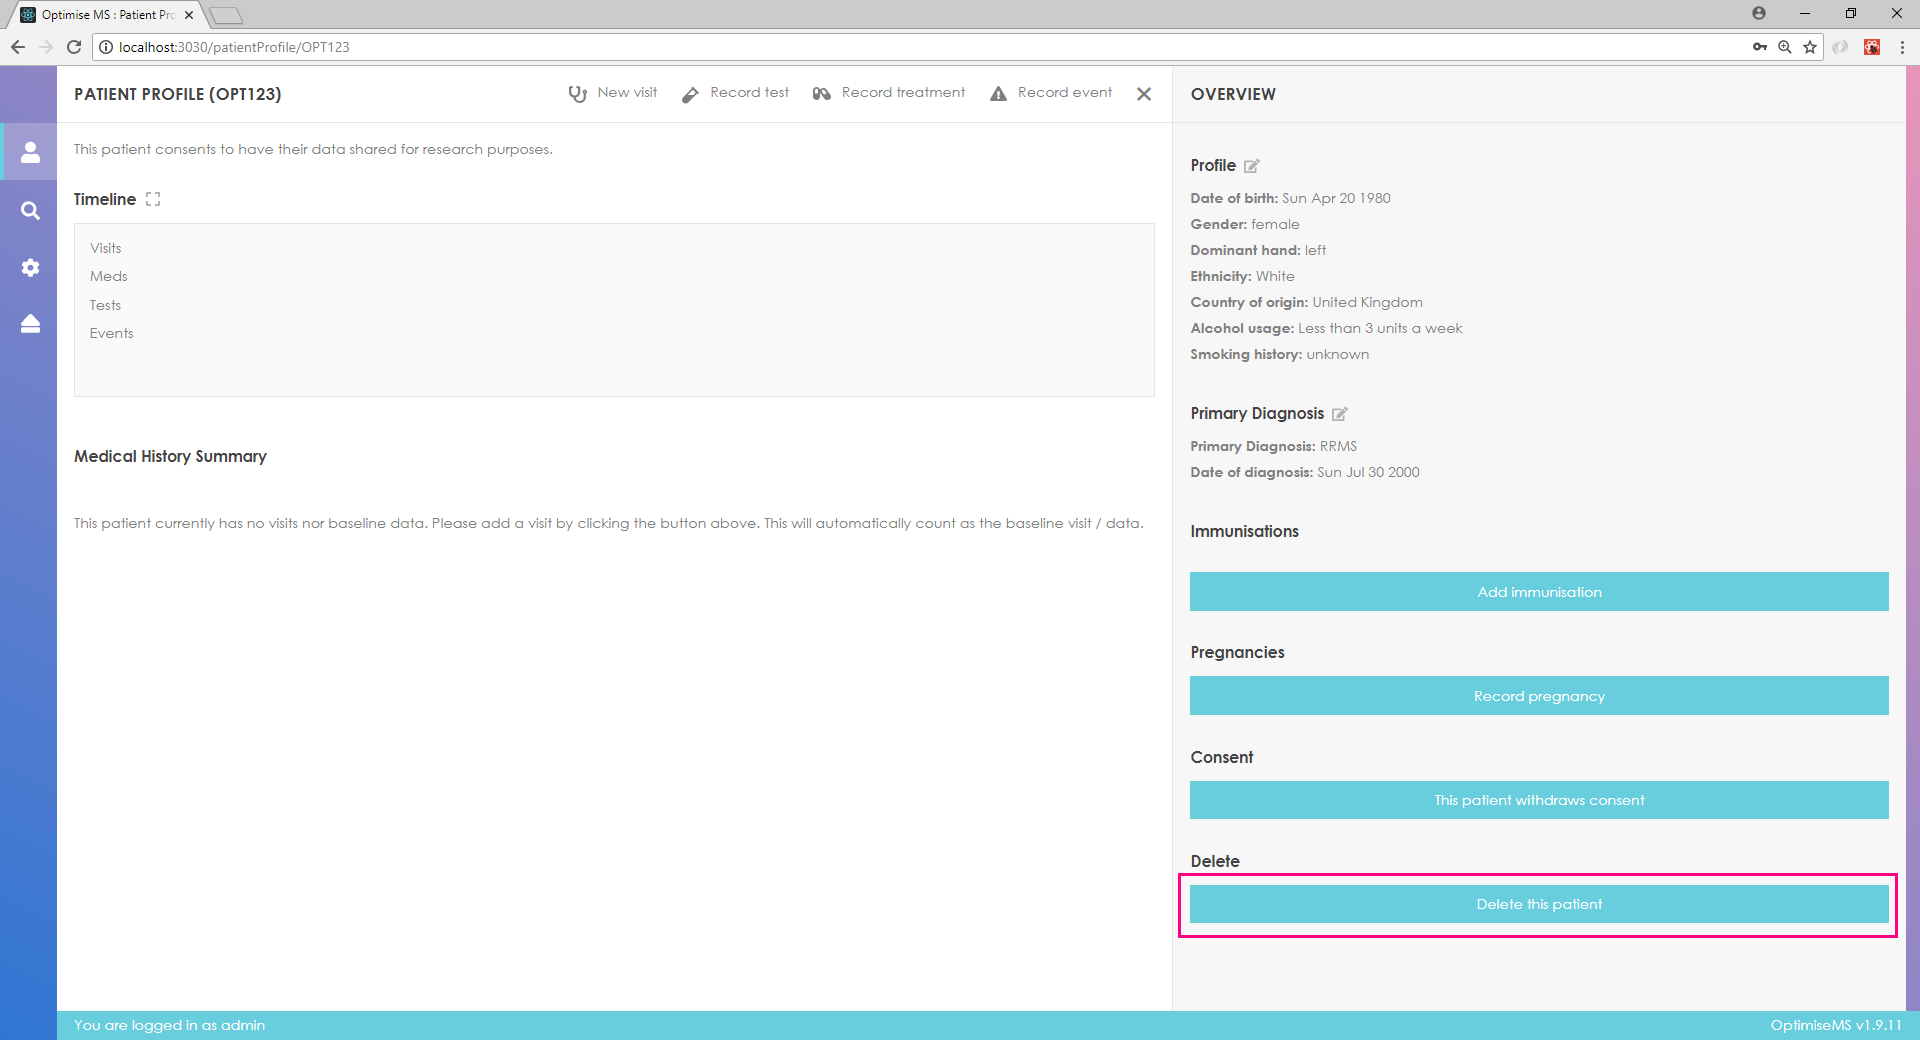 Optimise MS : Patient Pro
localhost:3030/patientProfile/OPT123
PATIENT PROFILE (OPT123)
New visit
Record test
Record treatment
Record event
This patient consents to have their data shared for research purposes.
Timeline
Visits
Meds
Tests
Events
Medical History Summary
This patient currently has no visits nor baseline data. Please add a visit by clicking the button above. This will automatically count as the baseline visit / data.
OVERVIEW
Profile
Date of birth: Sun Apr 20 1980
Gender: female
Dominant hand: left
Ethnicity: White
Country of origin: United Kingdom
Alcohol usage: Less than 3 units a week
Smoking history: unknown
Primary Diagnosis
Primary Diagnosis: RRMS
Date of diagnosis: Sun Jul 30 2000
Immunisations
Add immunisation
Pregnancies
Record pregnancy
Consent
This patient withdraws consent
Delete
Delete this patient
You are logged in as admin
OptimiseMS v1.9.11